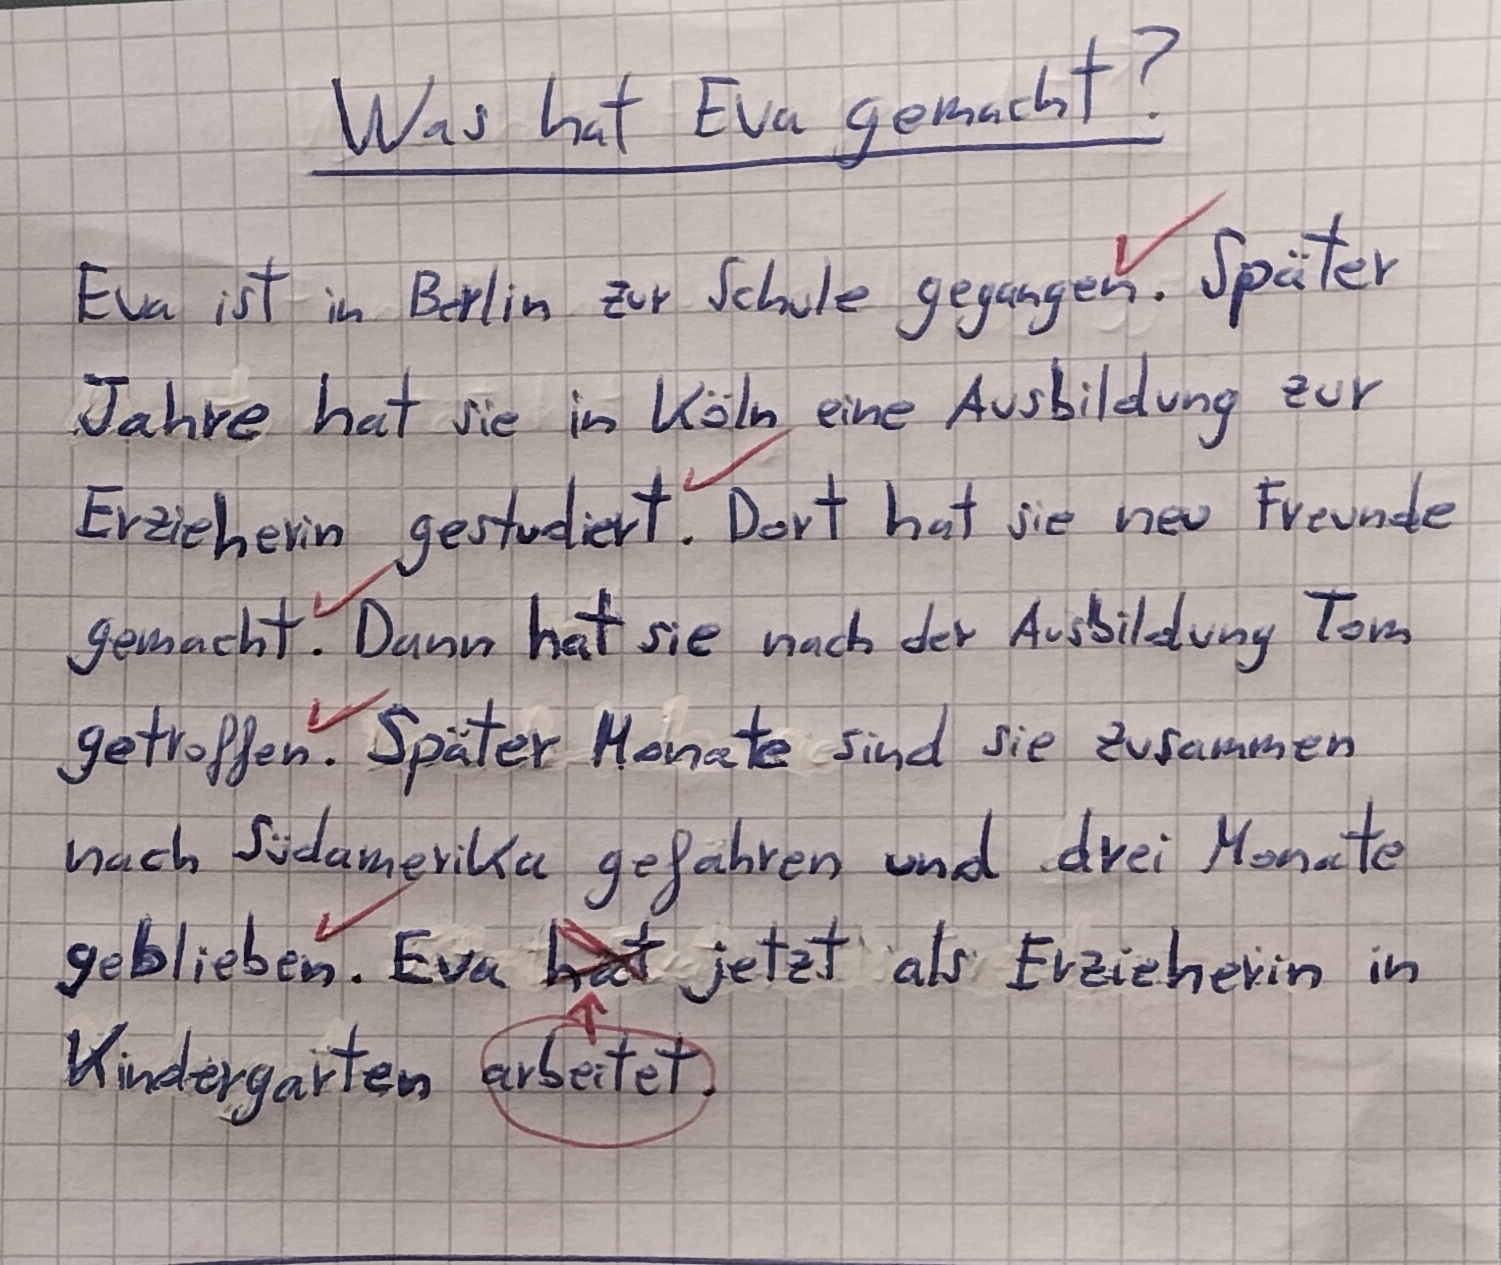 Was hat Eva gemacht?
Eva ist in Berlin zur Schule gegangen. Später
Jahre hat sie in Köln eine Ausbildung zur
Erzieherin gestudiert. Dort hat sie neu Freunde
gemacht. Dann hat sie nach der Ausbildung Tom
getroffen. Später Monate sind sie zusammen
nach Südamerika gefahren und drei Monate
geblieben. Eva hat jetzt als Erzieherin in
Kindergarten arbeitet.